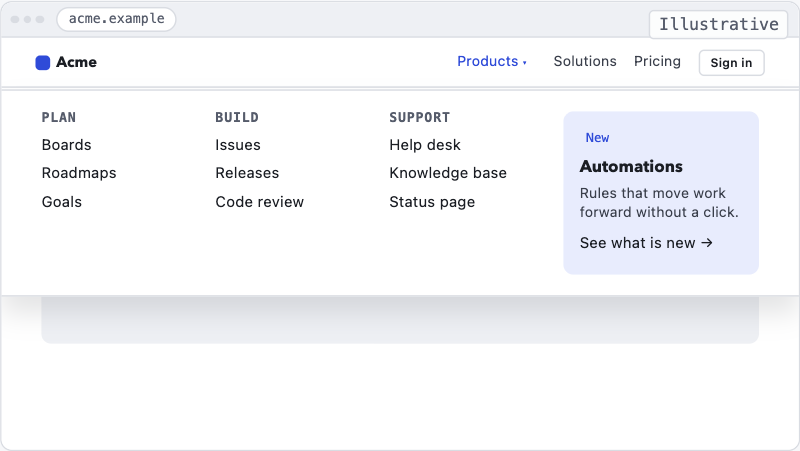 acme.example
Illustrative
Acme
Products ▾
Solutions
Pricing
Sign in
PLAN
Boards
Roadmaps
Goals
BUILD
Issues
Releases
Code review
SUPPORT
Help desk
Knowledge base
Status page
New
Automations
Rules that move work
forward without a click.
See what is new →